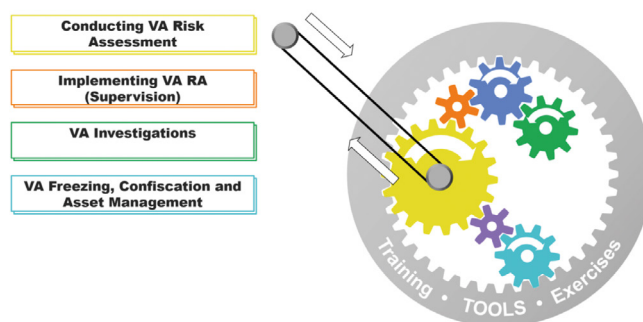 Conducting VA Risk
Assessment
Implementing VA RA
(Supervision)
VA Investigations
VA Freezing, Confiscation and
Asset Management
Training • TOOLS • Exercises